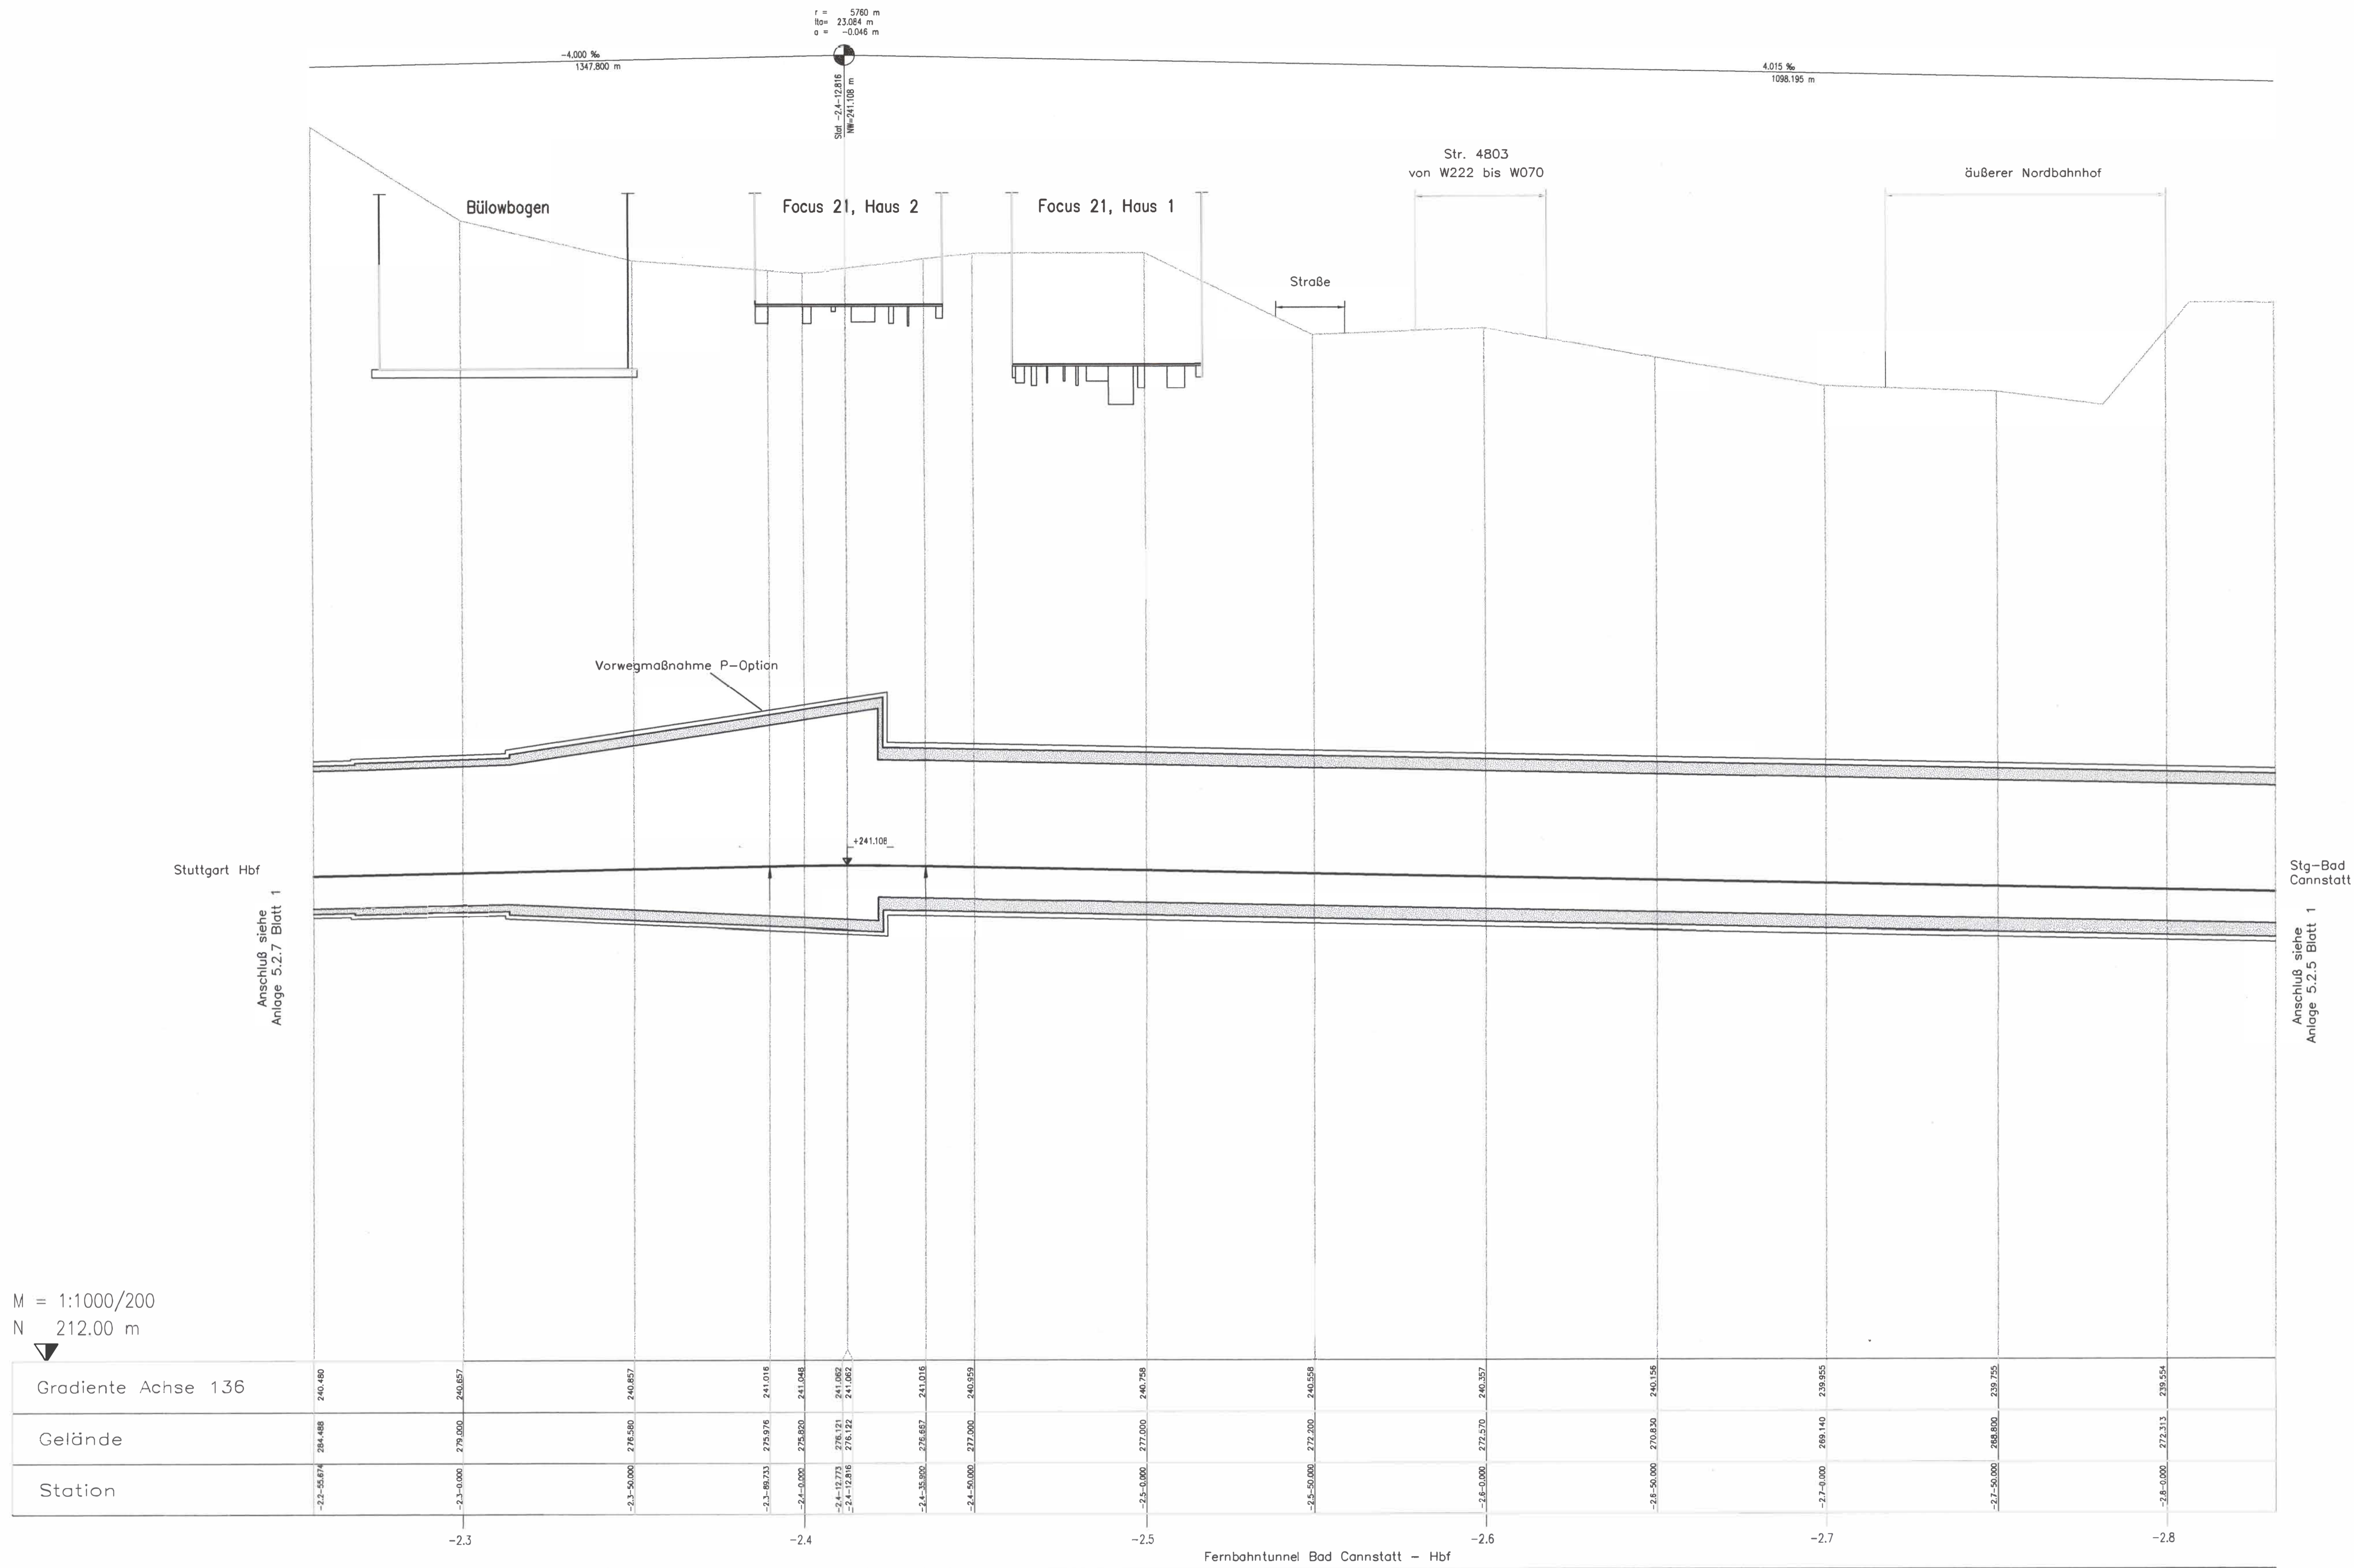 r = 5760 m
lta= 23.084 m
a = -0.046 m
-4.000 ‰
1347.800 m
4.015 ‰
1098.195 m
Stat -2.4-12.816
NW=241.108 m
Str. 4803
von W222 bis W070
äußerer Nordbahnhof
Bülowbogen
Focus 21, Haus 2
Focus 21, Haus 1
Straße
Vorwegmaßnahme P-Option
+241.108
Stuttgart Hbf
Stg-Bad
Cannstatt
Anschluß siehe
Anlage 5.2.7 Blatt 1
Anschluß siehe
Anlage 5.2.5 Blatt 1
M = 1:1000/200
N 212.00 m
Gradiente Achse 136 240.480 240.657 240.857 241.016 241.048 241.062 241.062 241.016 240.959 240.758 240.558 240.357 240.156 239.955 239.755 239.554
Gelände 284.488 279.000 276.580 275.976 275.820 276.121 276.122 276.667 277.000 277.000 272.200 272.570 270.830 269.140 268.800 272.313
Station -2.2-55.674 -2.3-0.000 -2.3-50.000 -2.3-89.733 -2.4-0.000 -2.4-12.773 -2.4-12.816 -2.4-35.900 -2.4-50.000 -2.5-0.000 -2.5-50.000 -2.6-0.000 -2.6-50.000 -2.7-0.000 -2.7-50.000 -2.8-0.000
-2.3 -2.4 -2.5 -2.6 -2.7 -2.8
Fernbahntunnel Bad Cannstatt - Hbf